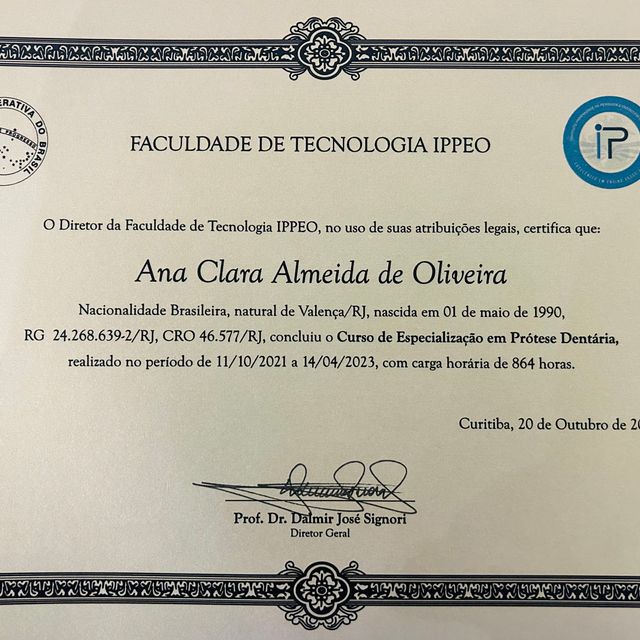 ERATIVA DO BRASIL
FACULDADE DE TECNOLOGIA IPPEO
iP
O Diretor da Faculdade de Tecnologia IPPEO, no uso de suas atribuições legais, certifica que:
Ana Clara Almeida de Oliveira
Nacionalidade Brasileira, natural de Valença/RJ, nascida em 01 de maio de 1990,
RG 24.268.639-2/RJ, CRO 46.577/RJ, concluiu o Curso de Especialização em Prótese Dentária,
realizado no período de 11/10/2021 a 14/04/2023, com carga horária de 864 horas.
Curitiba, 20 de Outubro de 20
Prof. Dr. Dalmir José Signori
Diretor Geral